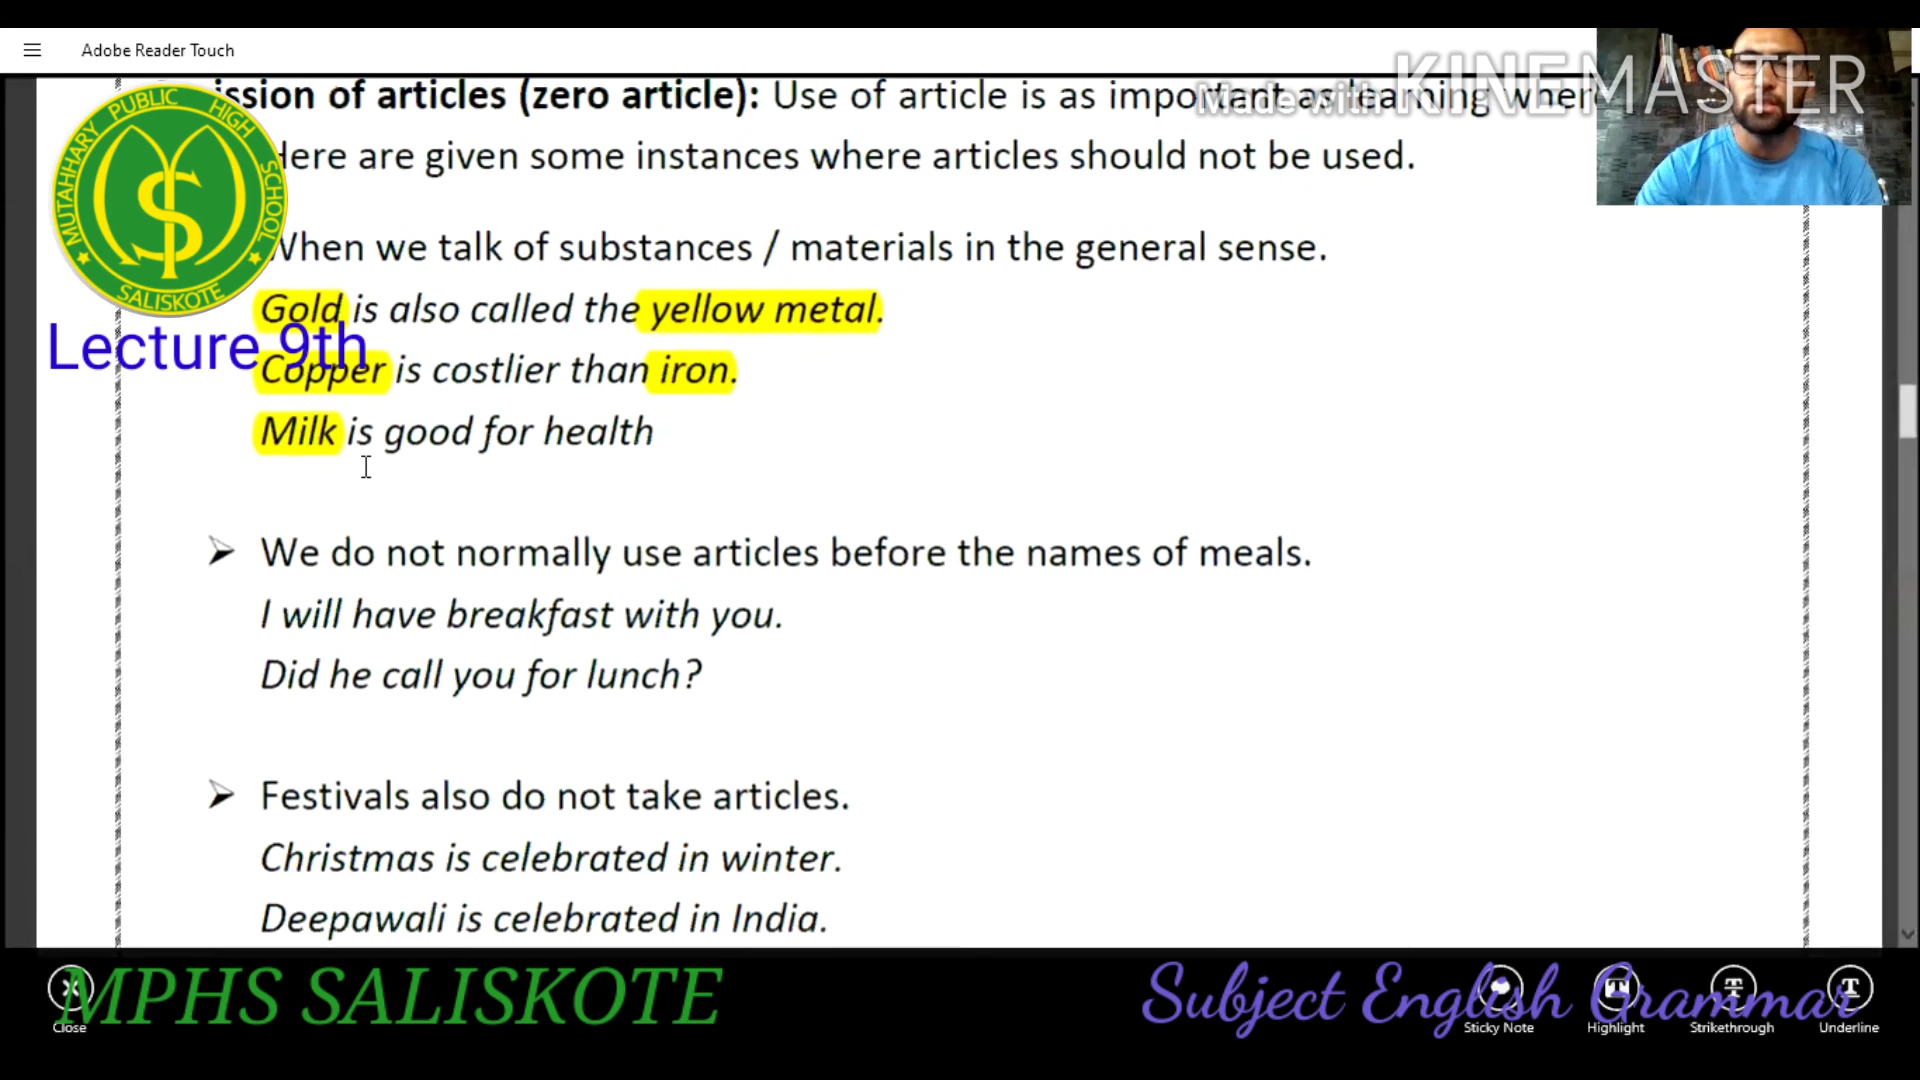 Adobe Reader Touch
Made with KINEMASTER
ission of articles (zero article): Use of article is as important as learning where
Here are given some instances where articles should not be used.
MUTAHHARY PUBLIC HIGH SCHOOL
SALISKOTE
When we talk of substances / materials in the general sense.
Gold is also called the yellow metal.
Lecture 9th
Copper is costlier than iron.
Milk is good for health
➢ We do not normally use articles before the names of meals.
I will have breakfast with you.
Did he call you for lunch?
➢ Festivals also do not take articles.
Christmas is celebrated in winter.
Deepawali is celebrated in India.
MPHS SALISKOTE
Subject English Grammar
Close
Sticky Note
Highlight
Strikethrough
Underline